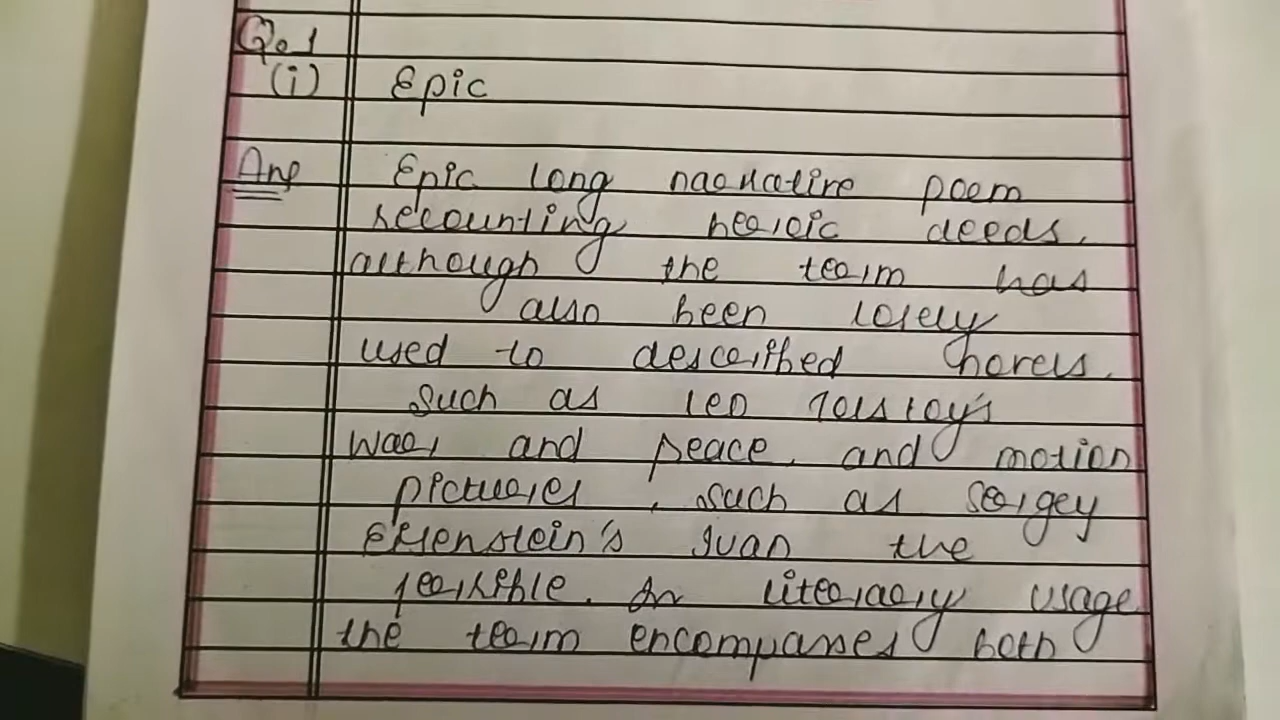 Qo1
(i) Epic
Ans Epic long narrative poem
recounting heroic deeds,
although the term has
also been losely
used to described novels,
such as leo Tolstoy's
war and peace, and motion
pictures, such as Sergey
Eisenstein's Ivan the
terrible. In literary usage,
the term encompasses both